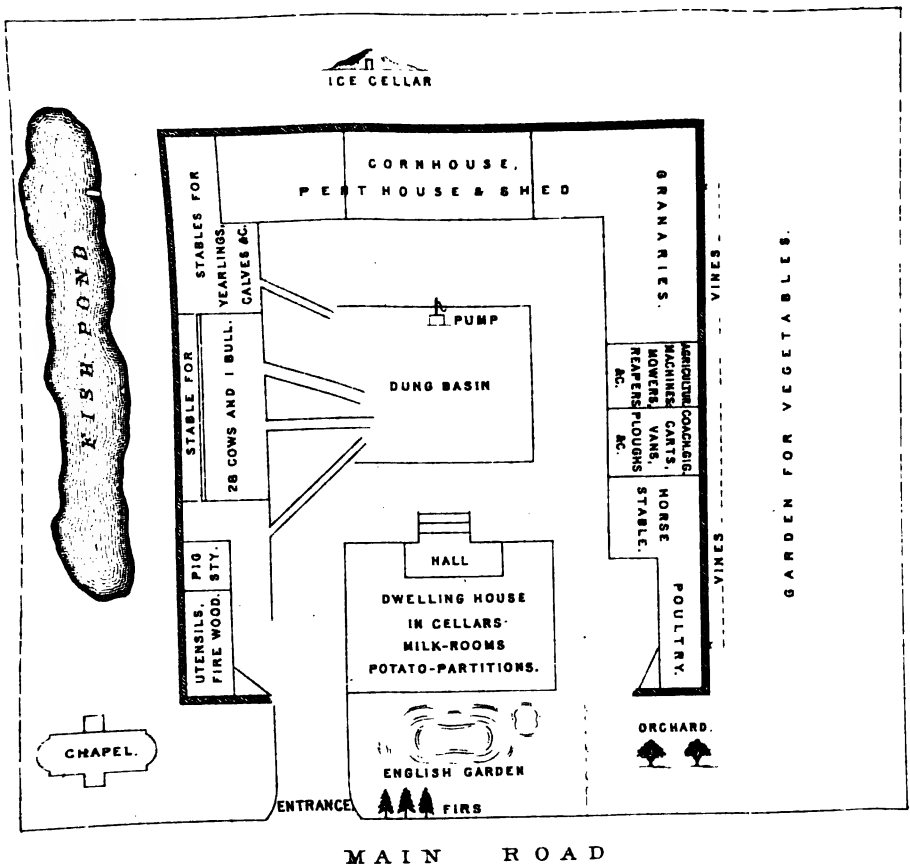 ICE CELLAR
CORNHOUSE,
PENTHOUSE & SHED
STABLES FOR
YEARLINGS,
CALVES &C.
GRANARIES.
VINES
GARDEN FOR VEGETABLES.
FISH POND
PUMP
DUNG BASIN
STABLE FOR
28 COWS AND 1 BULL.
AGRICULTUR.
MACHINES,
MOWERS,
REAPERS
&C.
COACH, GIG-
CARTS,
VANS,
PLOUGHS
&C.
HORSE
STABLE.
VINES
PIG
STY.
HALL
DWELLING HOUSE
IN CELLARS-
MILK-ROOMS
POTATO-PARTITIONS.
UTENSILS,
FIRE WOOD.
POULTRY.
CHAPEL.
ORCHARD.
ENGLISH GARDEN
ENTRANCE
FIRS
MAIN ROAD